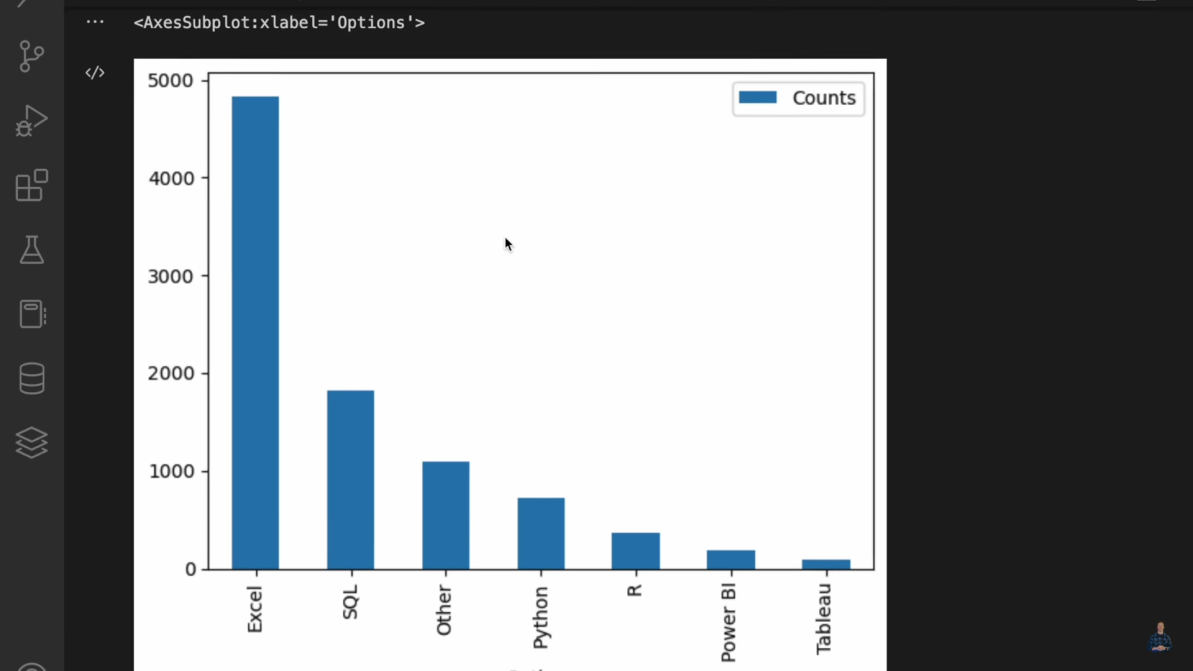 <AxesSubplot:xlabel='Options'>
Counts
5000
4000
3000
2000
1000
0
Excel
SQL
Other
Python
R
Power BI
Tableau